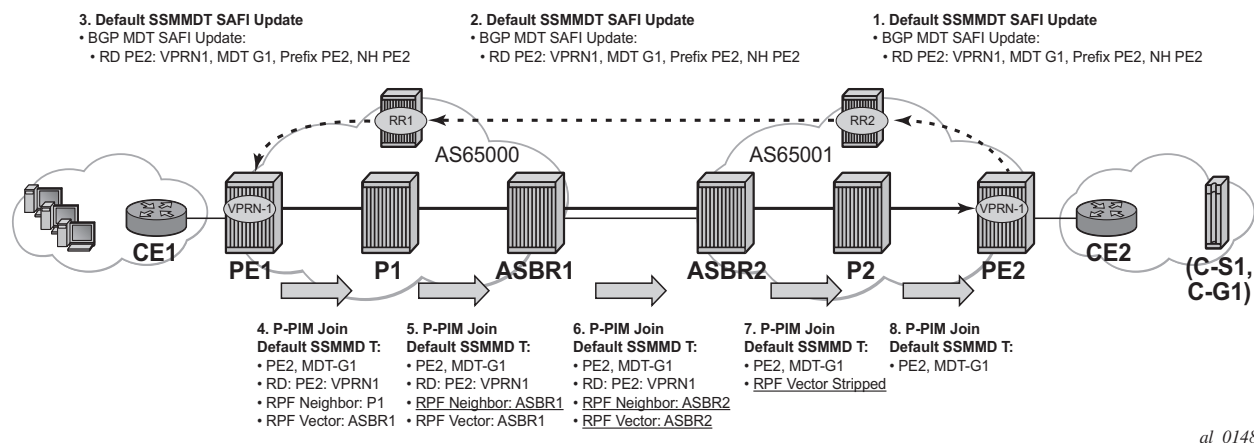 3. Default SSMMDT SAFI Update
• BGP MDT SAFI Update:
• RD PE2: VPRN1, MDT G1, Prefix PE2, NH PE2
2. Default SSMMDT SAFI Update
• BGP MDT SAFI Update:
• RD PE2: VPRN1, MDT G1, Prefix PE2, NH PE2
1. Default SSMMDT SAFI Update
• BGP MDT SAFI Update:
• RD PE2: VPRN1, MDT G1, Prefix PE2, NH PE2
RR1
RR2
AS65000
AS65001
VPRN-1
VPRN-1
CE1
PE1
P1
ASBR1
ASBR2
P2
PE2
CE2
(C-S1,
C-G1)
4. P-PIM Join
Default SSMMD T:
• PE2, MDT-G1
• RD: PE2: VPRN1
• RPF Neighbor: P1
• RPF Vector: ASBR1
5. P-PIM Join
Default SSMMD T:
• PE2, MDT-G1
• RD: PE2: VPRN1
• RPF Neighbor: ASBR1
• RPF Vector: ASBR1
6. P-PIM Join
Default SSMMD T:
• PE2, MDT-G1
• RD: PE2: VPRN1
• RPF Neighbor: ASBR2
• RPF Vector: ASBR2
7. P-PIM Join
Default SSMMD T:
• PE2, MDT-G1
• RPF Vector Stripped
8. P-PIM Join
Default SSMMD T:
• PE2, MDT-G1
al_0148